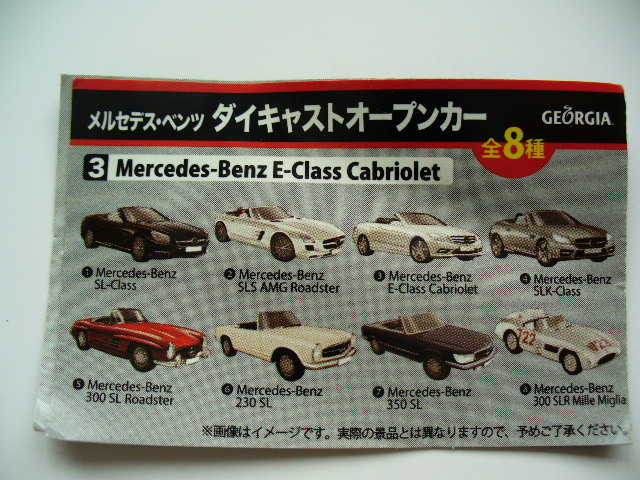 メルセデス・ベンツ ダイキャストオープンカー GEORGIA
全8種
3 Mercedes-Benz E-Class Cabriolet
1 Mercedes-Benz
SL-Class
2 Mercedes-Benz
SLS AMG Roadster
3 Mercedes-Benz
E-Class Cabriolet
4 Mercedes-Benz
SLK-Class
722
5 Mercedes-Benz
300 SL Roadster
6 Mercedes-Benz
230 SL
7 Mercedes-Benz
350 SL
8 Mercedes-Benz
300 SLR Mille Miglia
※画像はイメージです。実際の景品とは異なりますので、予めご了承ください。